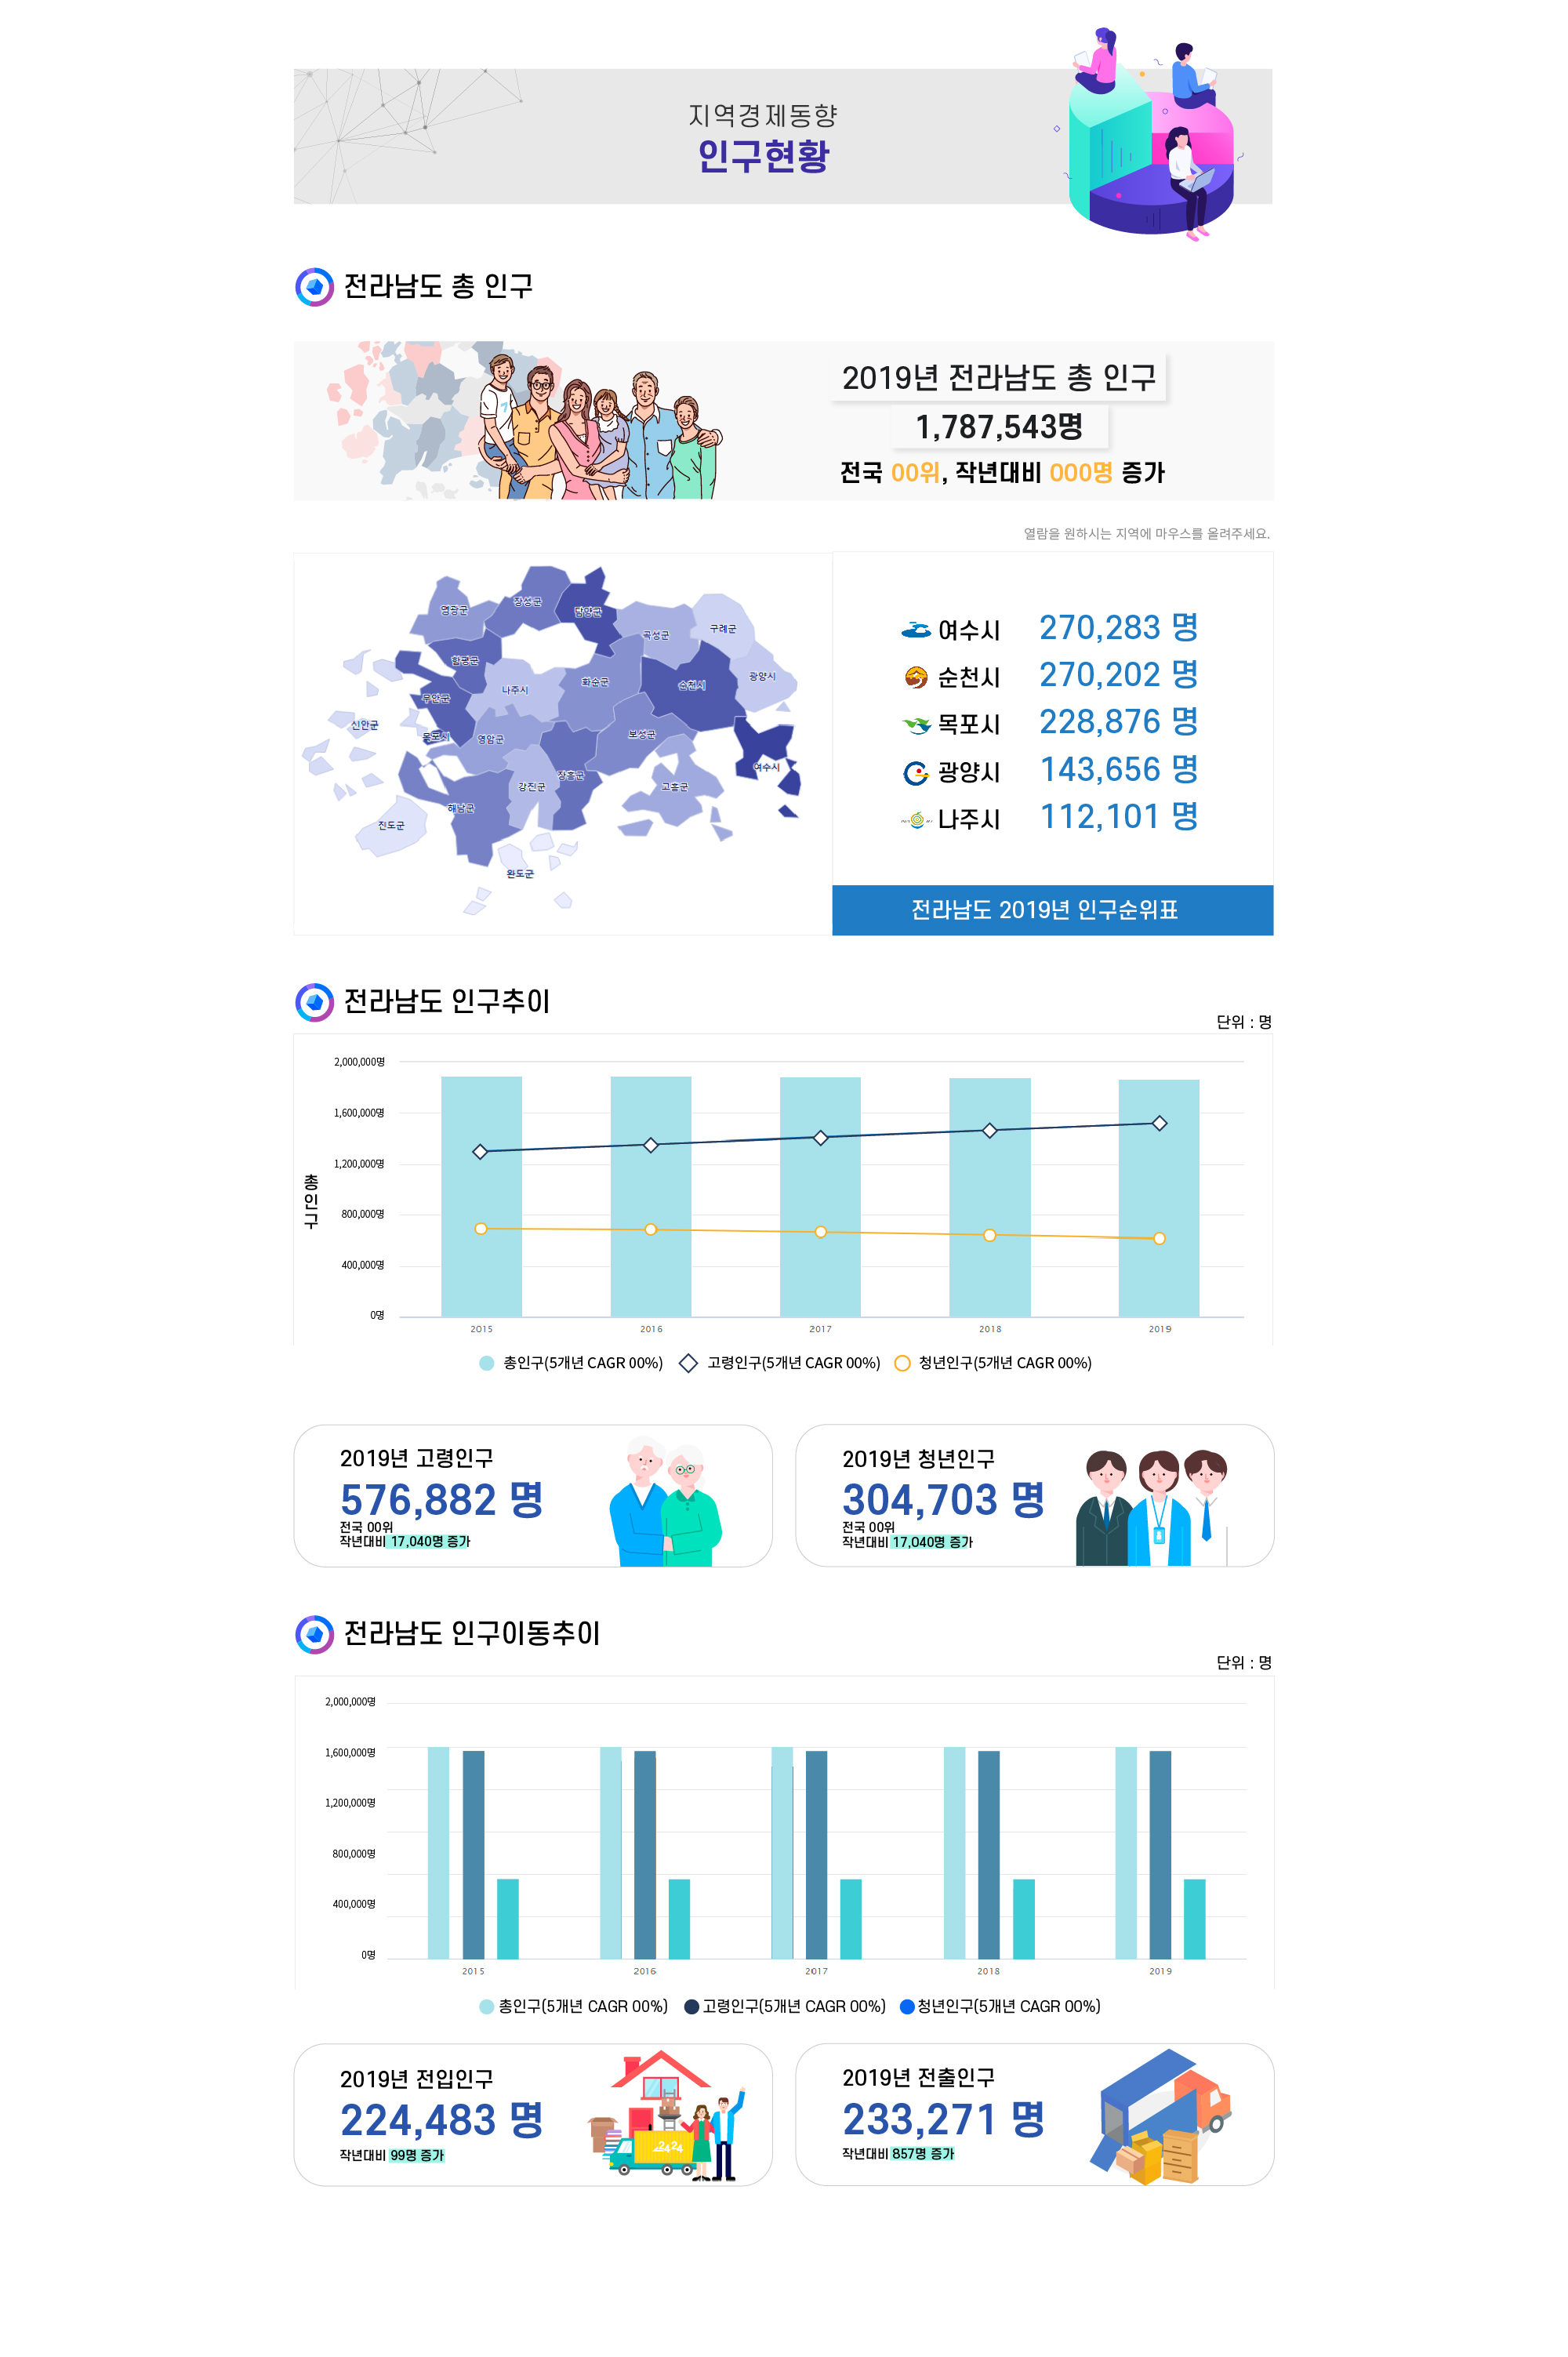 지역경제동향
인구현황
전라남도 총 인구
2019년 전라남도 총 인구
1,787,543명
전국 00위, 작년대비 000명 증가
열람을 원하시는 지역에 마우스를 올려주세요.
영광군
장성군
담양군
곡성군
구례군
함평군
나주시
화순군
순천시
광양시
무안군
신안군
목포시
영암군
보성군
여수시
장흥군
강진군
고흥군
해남군
진도군
완도군
여수시 270,283 명
순천시 270,202 명
목포시 228,876 명
광양시 143,656 명
나주시 112,101 명
전라남도 2019년 인구순위표
전라남도 인구추이
단위 : 명
총인구
2,000,000명
1,600,000명
1,200,000명
800,000명
400,000명
0명
2015 2016 2017 2018 2019
총인구(5개년 CAGR 00%) 고령인구(5개년 CAGR 00%) 청년인구(5개년 CAGR 00%)
2019년 고령인구
576,882 명
전국 00위
작년대비 17,040명 증가
2019년 청년인구
304,703 명
전국 00위
작년대비 17,040명 증가
전라남도 인구이동추이
단위 : 명
2,000,000명
1,600,000명
1,200,000명
800,000명
400,000명
0명
2015 2016 2017 2018 2019
총인구(5개년 CAGR 00%) 고령인구(5개년 CAGR 00%) 청년인구(5개년 CAGR 00%)
2019년 전입인구
224,483 명
작년대비 99명 증가
2424
2019년 전출인구
233,271 명
작년대비 857명 증가